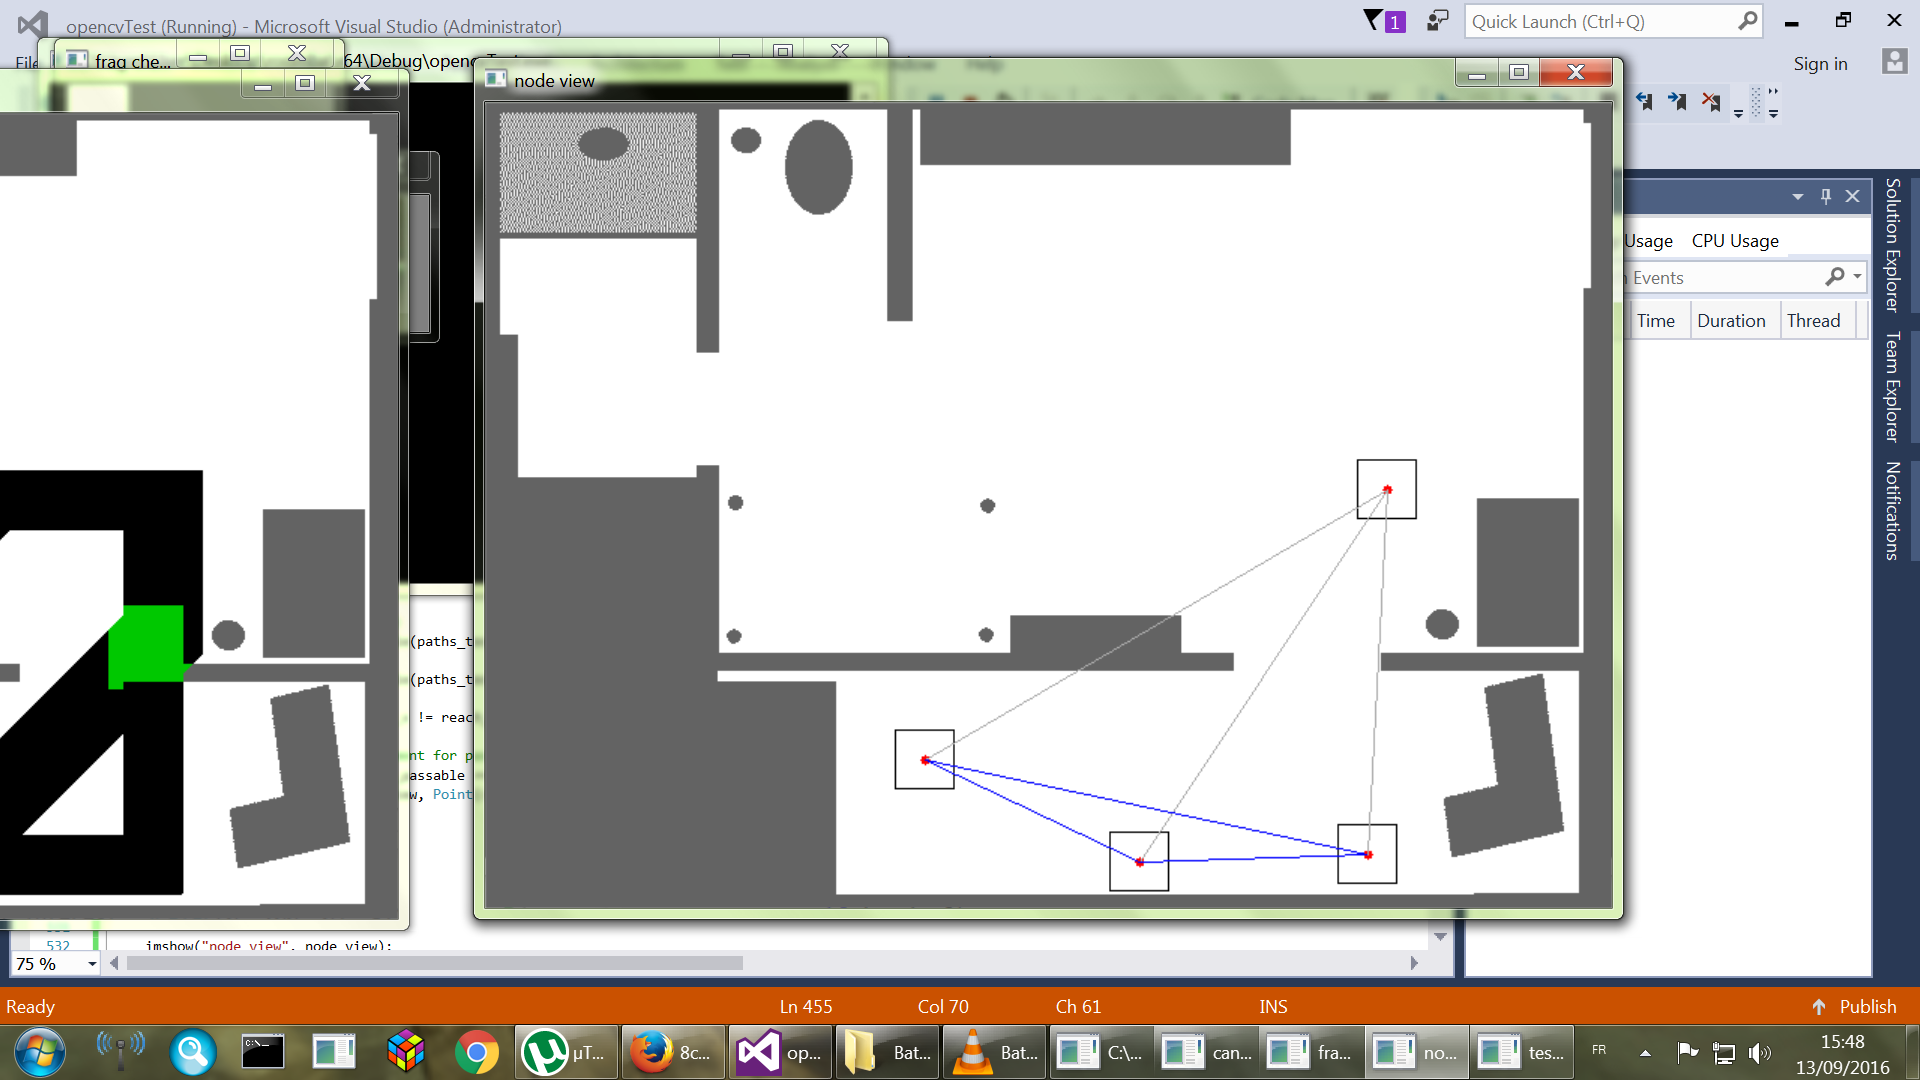 opencvTest (Running) - Microsoft Visual Studio (Administrator)
1
Quick Launch (Ctrl+Q)
File
frag che...
64\Debug\openc
node view
Help
Sign in
Usage
CPU Usage
Events
Time
Duration
Thread
Solution Explorer
Team Explorer
Notifications
(paths_t
(paths_t
!= reac
nt for p
assable
w, Point
532
imshow("node view", node view);
75 %
Ready
Ln 455
Col 70
Ch 61
INS
Publish
µT...
8c...
op...
Bat...
Bat...
C:\...
can...
fra...
no...
tes...
FR
15:48
13/09/2016